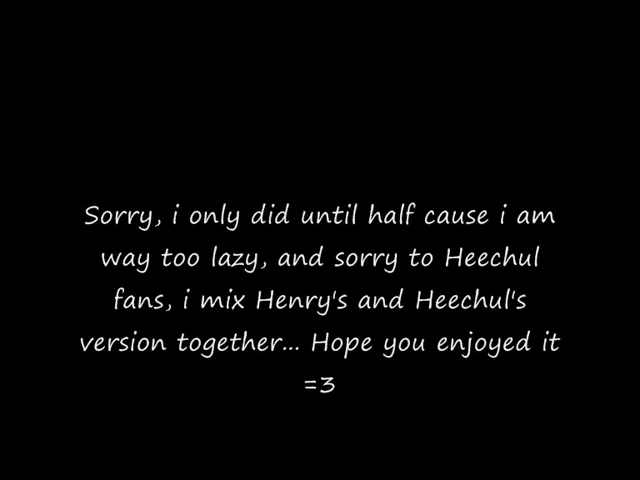 Sorry, i only did until half cause i am
way too lazy, and sorry to Heechul
fans, i mix Henry's and Heechul's
version together... Hope you enjoyed it
=3